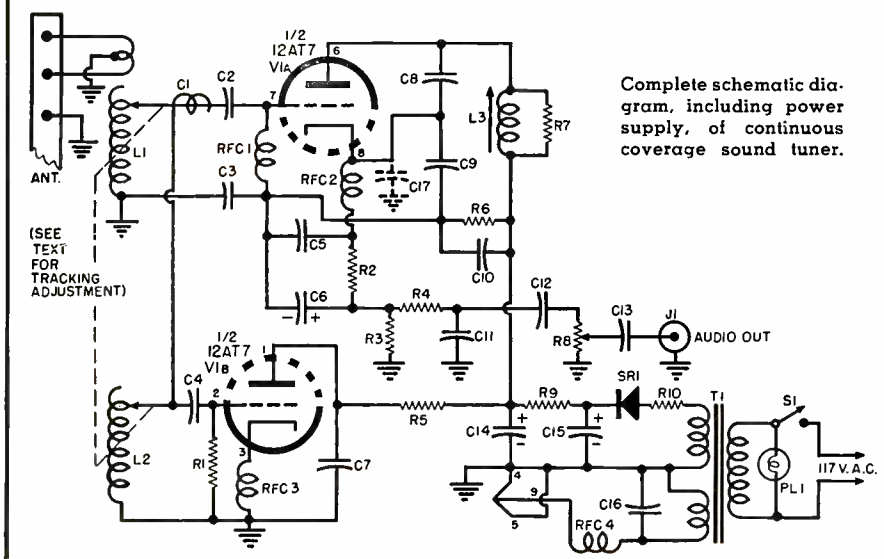 1/2
12AT7
V1A
6
7
8
C1
C2
C8
L3
R7
RFC1
RFC2
C17
C9
L1
C3
ANT.
R6
C5
C10
R2
(SEE
TEXT
FOR
TRACKING
ADJUSTMENT)
C6
- +
R4
C12
C13
J1
R3
C11
R8
AUDIO OUT
1/2
12AT7
V1B
1
C4
2
3
R5
R9
SR1
R10
T1
S1
L2
R1
C7
C14
+
-
C15
+
-
117 V. A.C.
RFC3
4
9
5
C16
RFC4
PL1
Complete schematic dia-
gram, including power
supply, of continuous
coverage sound tuner.